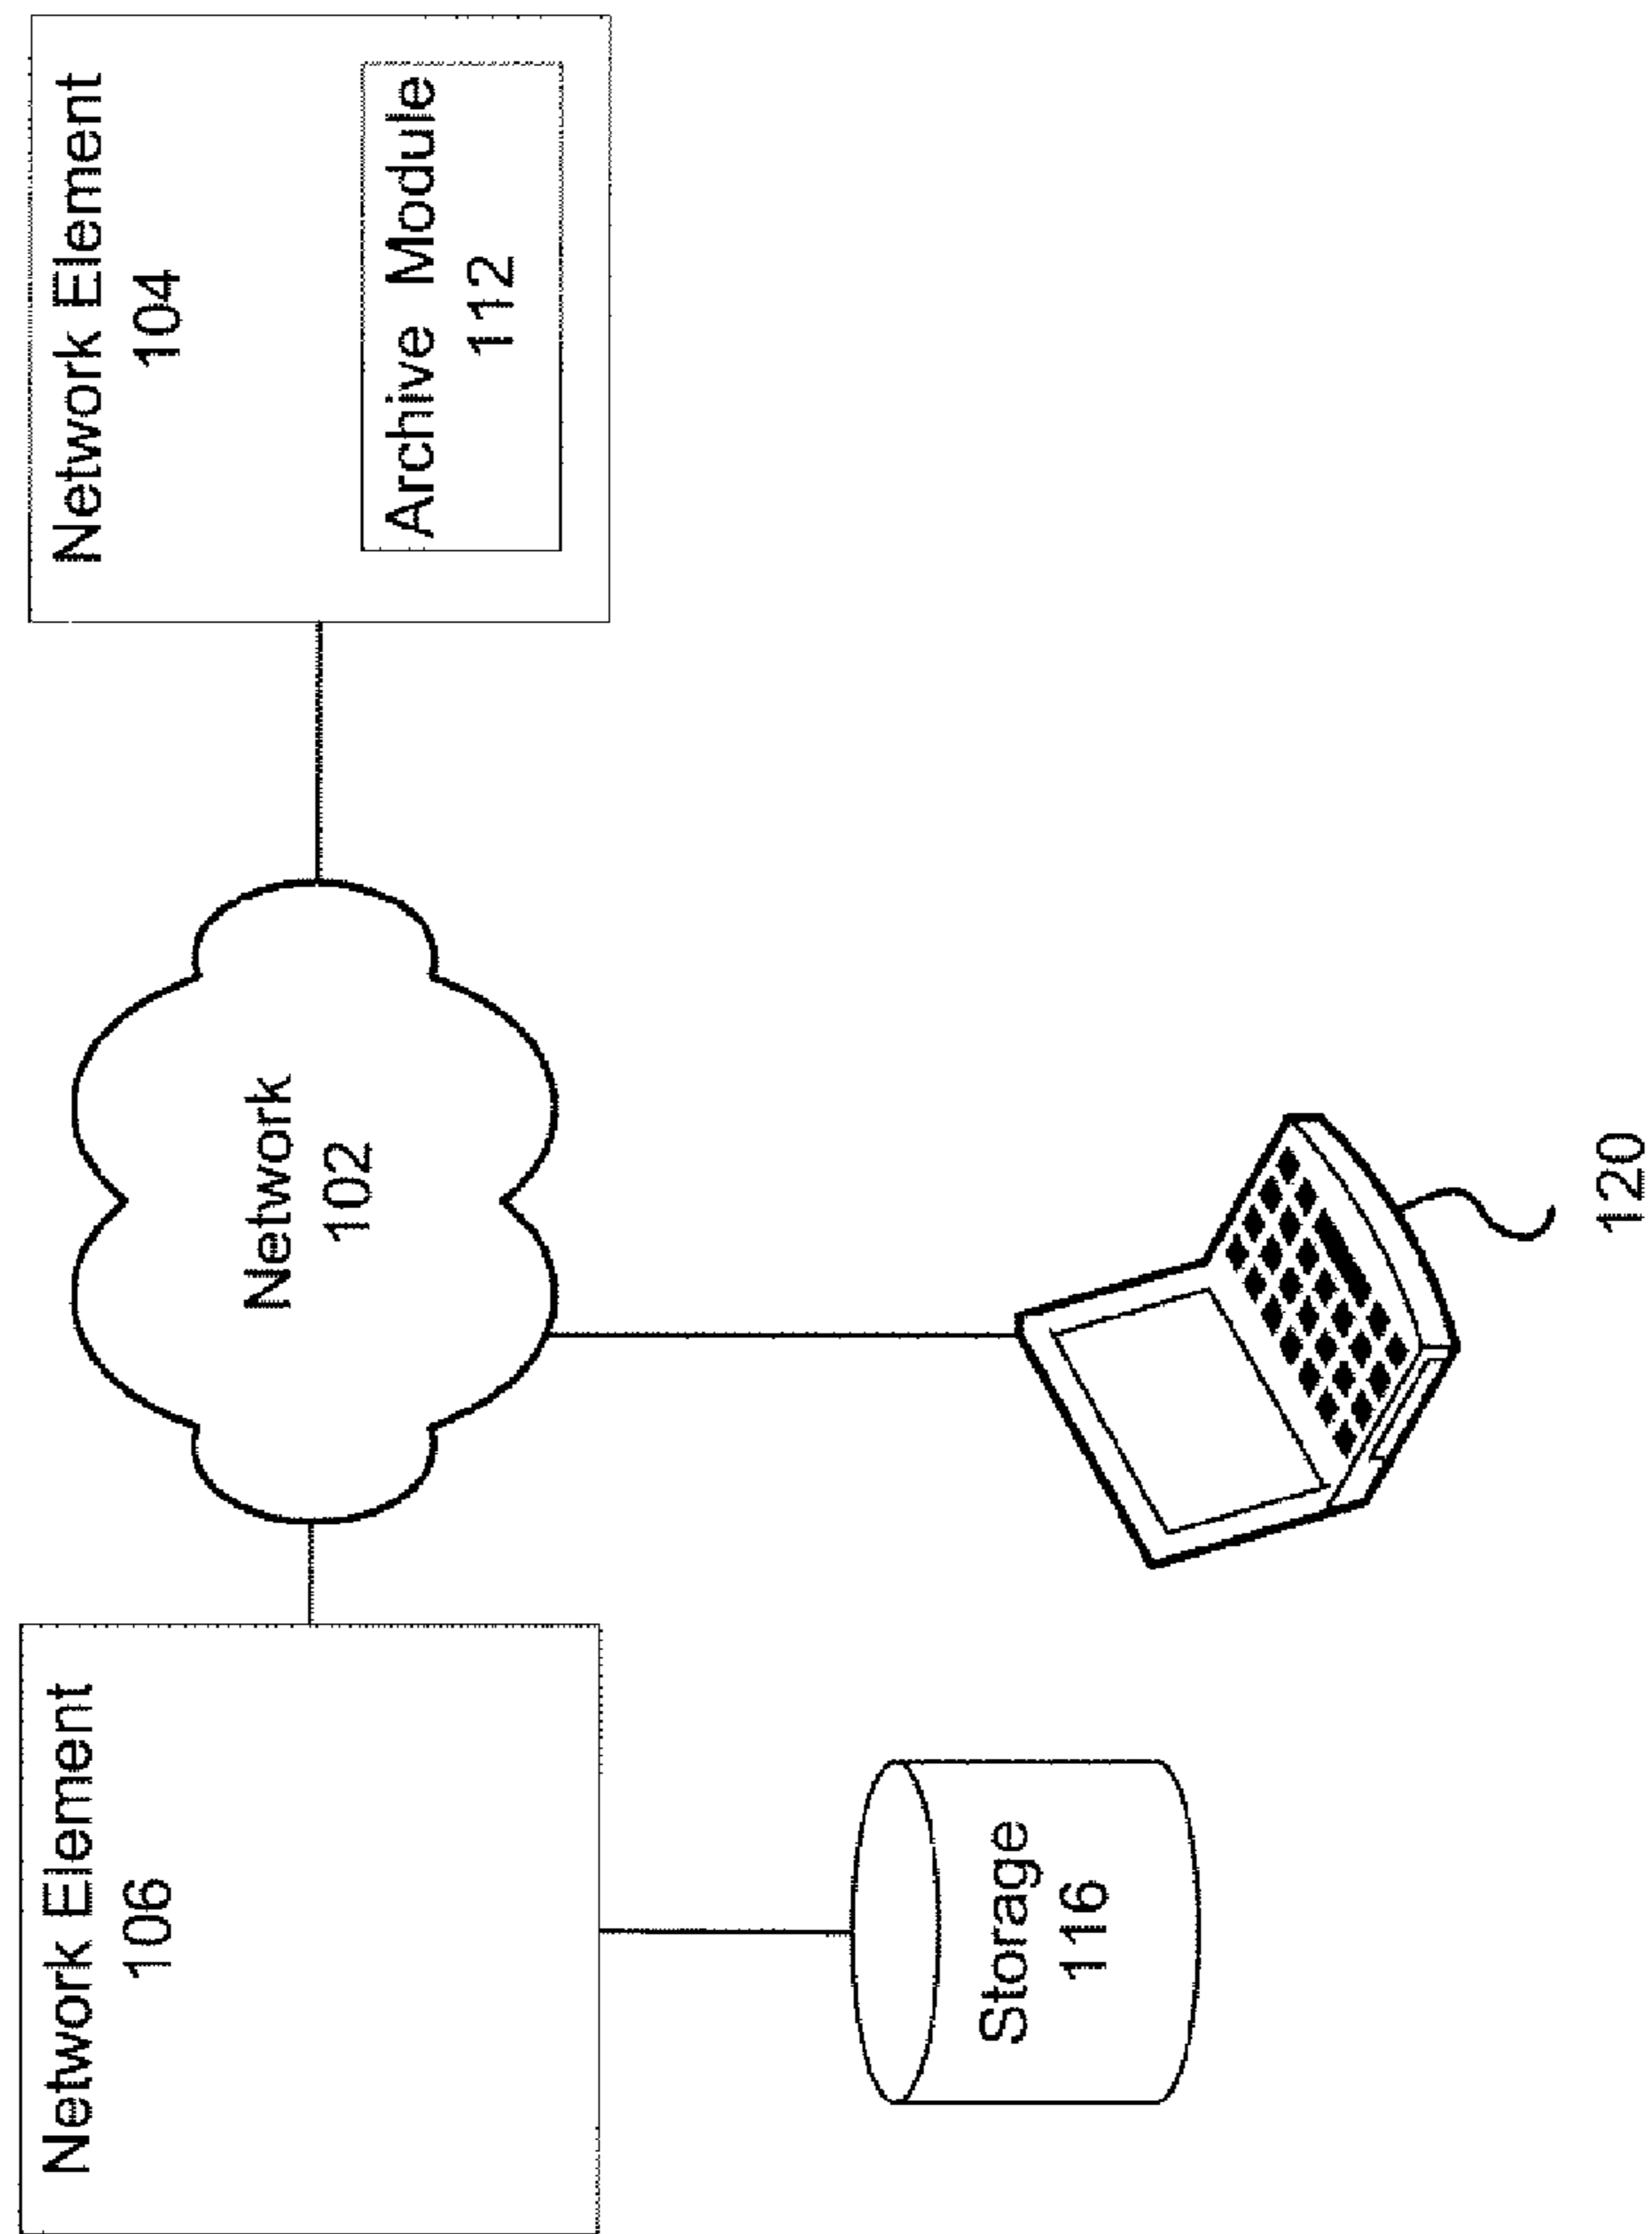 Network Element
106
Network
102
Network Element
104
Archive Module
112
Storage
116
120